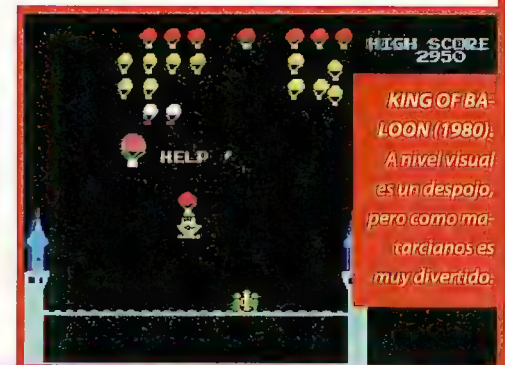 HIGH SCORE
2950
HELP
KING OF BA-
LOON (1980).
A nivel visual
es un despojo,
pero como ma-
tarcianos es
muy divertido.